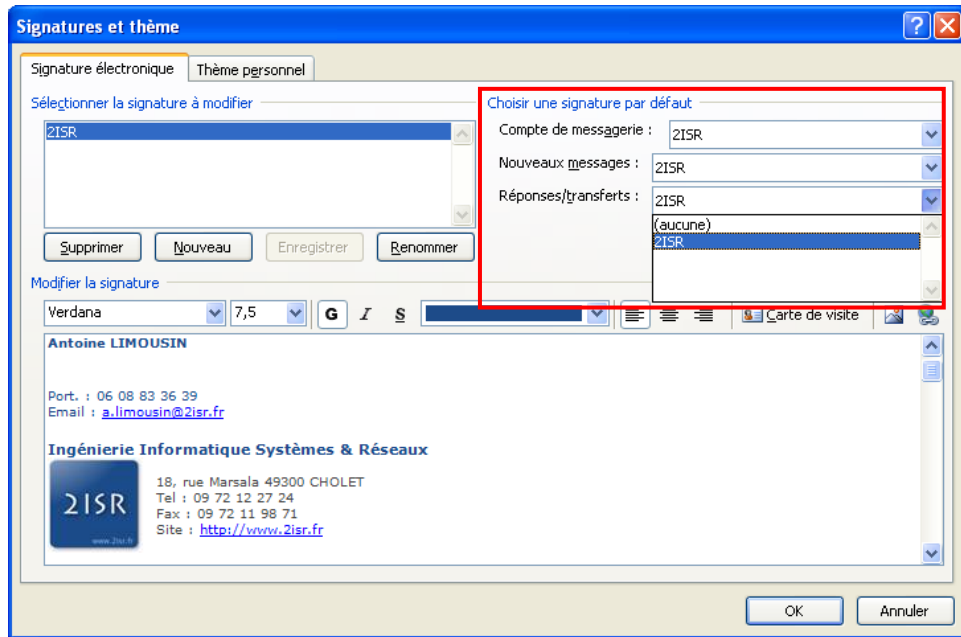 Signatures et thème
Signature électronique
Thème personnel
Sélectionner la signature à modifier
2ISR
Supprimer
Nouveau
Enregistrer
Renommer
Choisir une signature par défaut
Compte de messagerie :
2ISR
Nouveaux messages :
2ISR
Réponses/transferts :
2ISR
(aucune)
2ISR
Modifier la signature
Verdana
7,5
G
I
S
Carte de visite
Antoine LIMOUSIN
Port. : 06 08 83 36 39
Email : a.limousin@2isr.fr
Ingénierie Informatique Systèmes & Réseaux
2ISR
www.2isr.fr
18, rue Marsala 49300 CHOLET
Tel : 09 72 12 27 24
Fax : 09 72 11 98 71
Site : http://www.2isr.fr
OK
Annuler